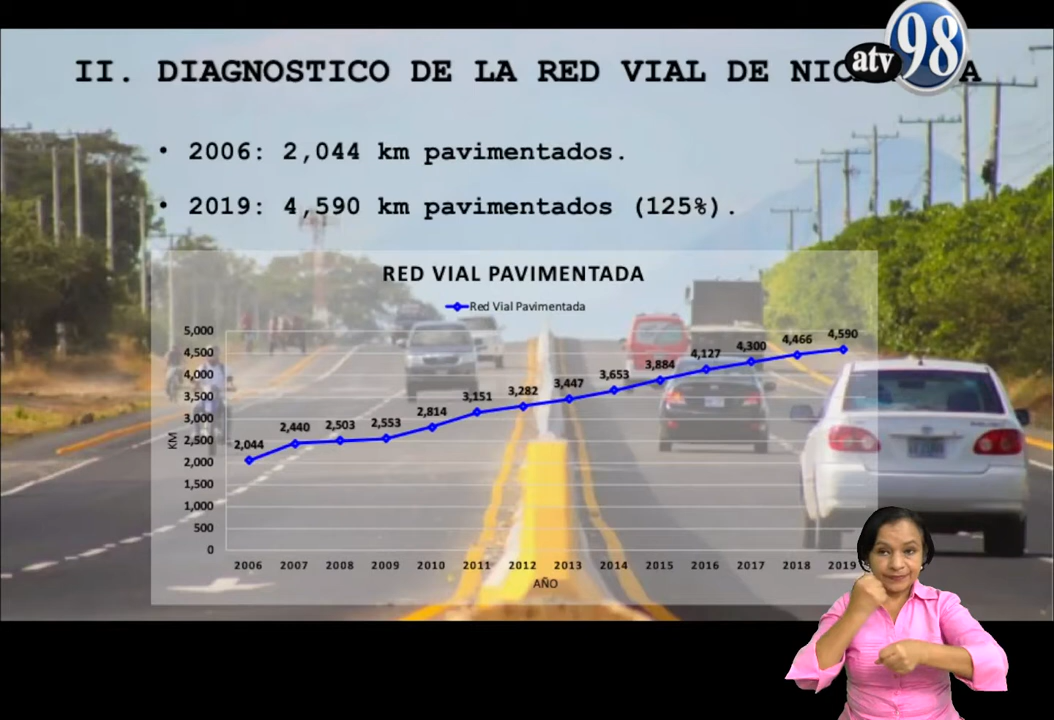 II. DIAGNOSTICO DE LA RED VIAL DE NIC A
atv 98
• 2006: 2,044 km pavimentados.
• 2019: 4,590 km pavimentados (125%).
RED VIAL PAVIMENTADA
Red Vial Pavimentada
5,000
4,500
4,000
3,500
3,000
2,500
2,000
1,500
1,000
500
0
KM
2,044
2,440
2,503
2,553
2,814
3,151
3,282
3,447
3,653
3,884
4,127
4,300
4,466
4,590
2006 2007 2008 2009 2010 2011 2012 2013 2014 2015 2016 2017 2018 2019
AÑO